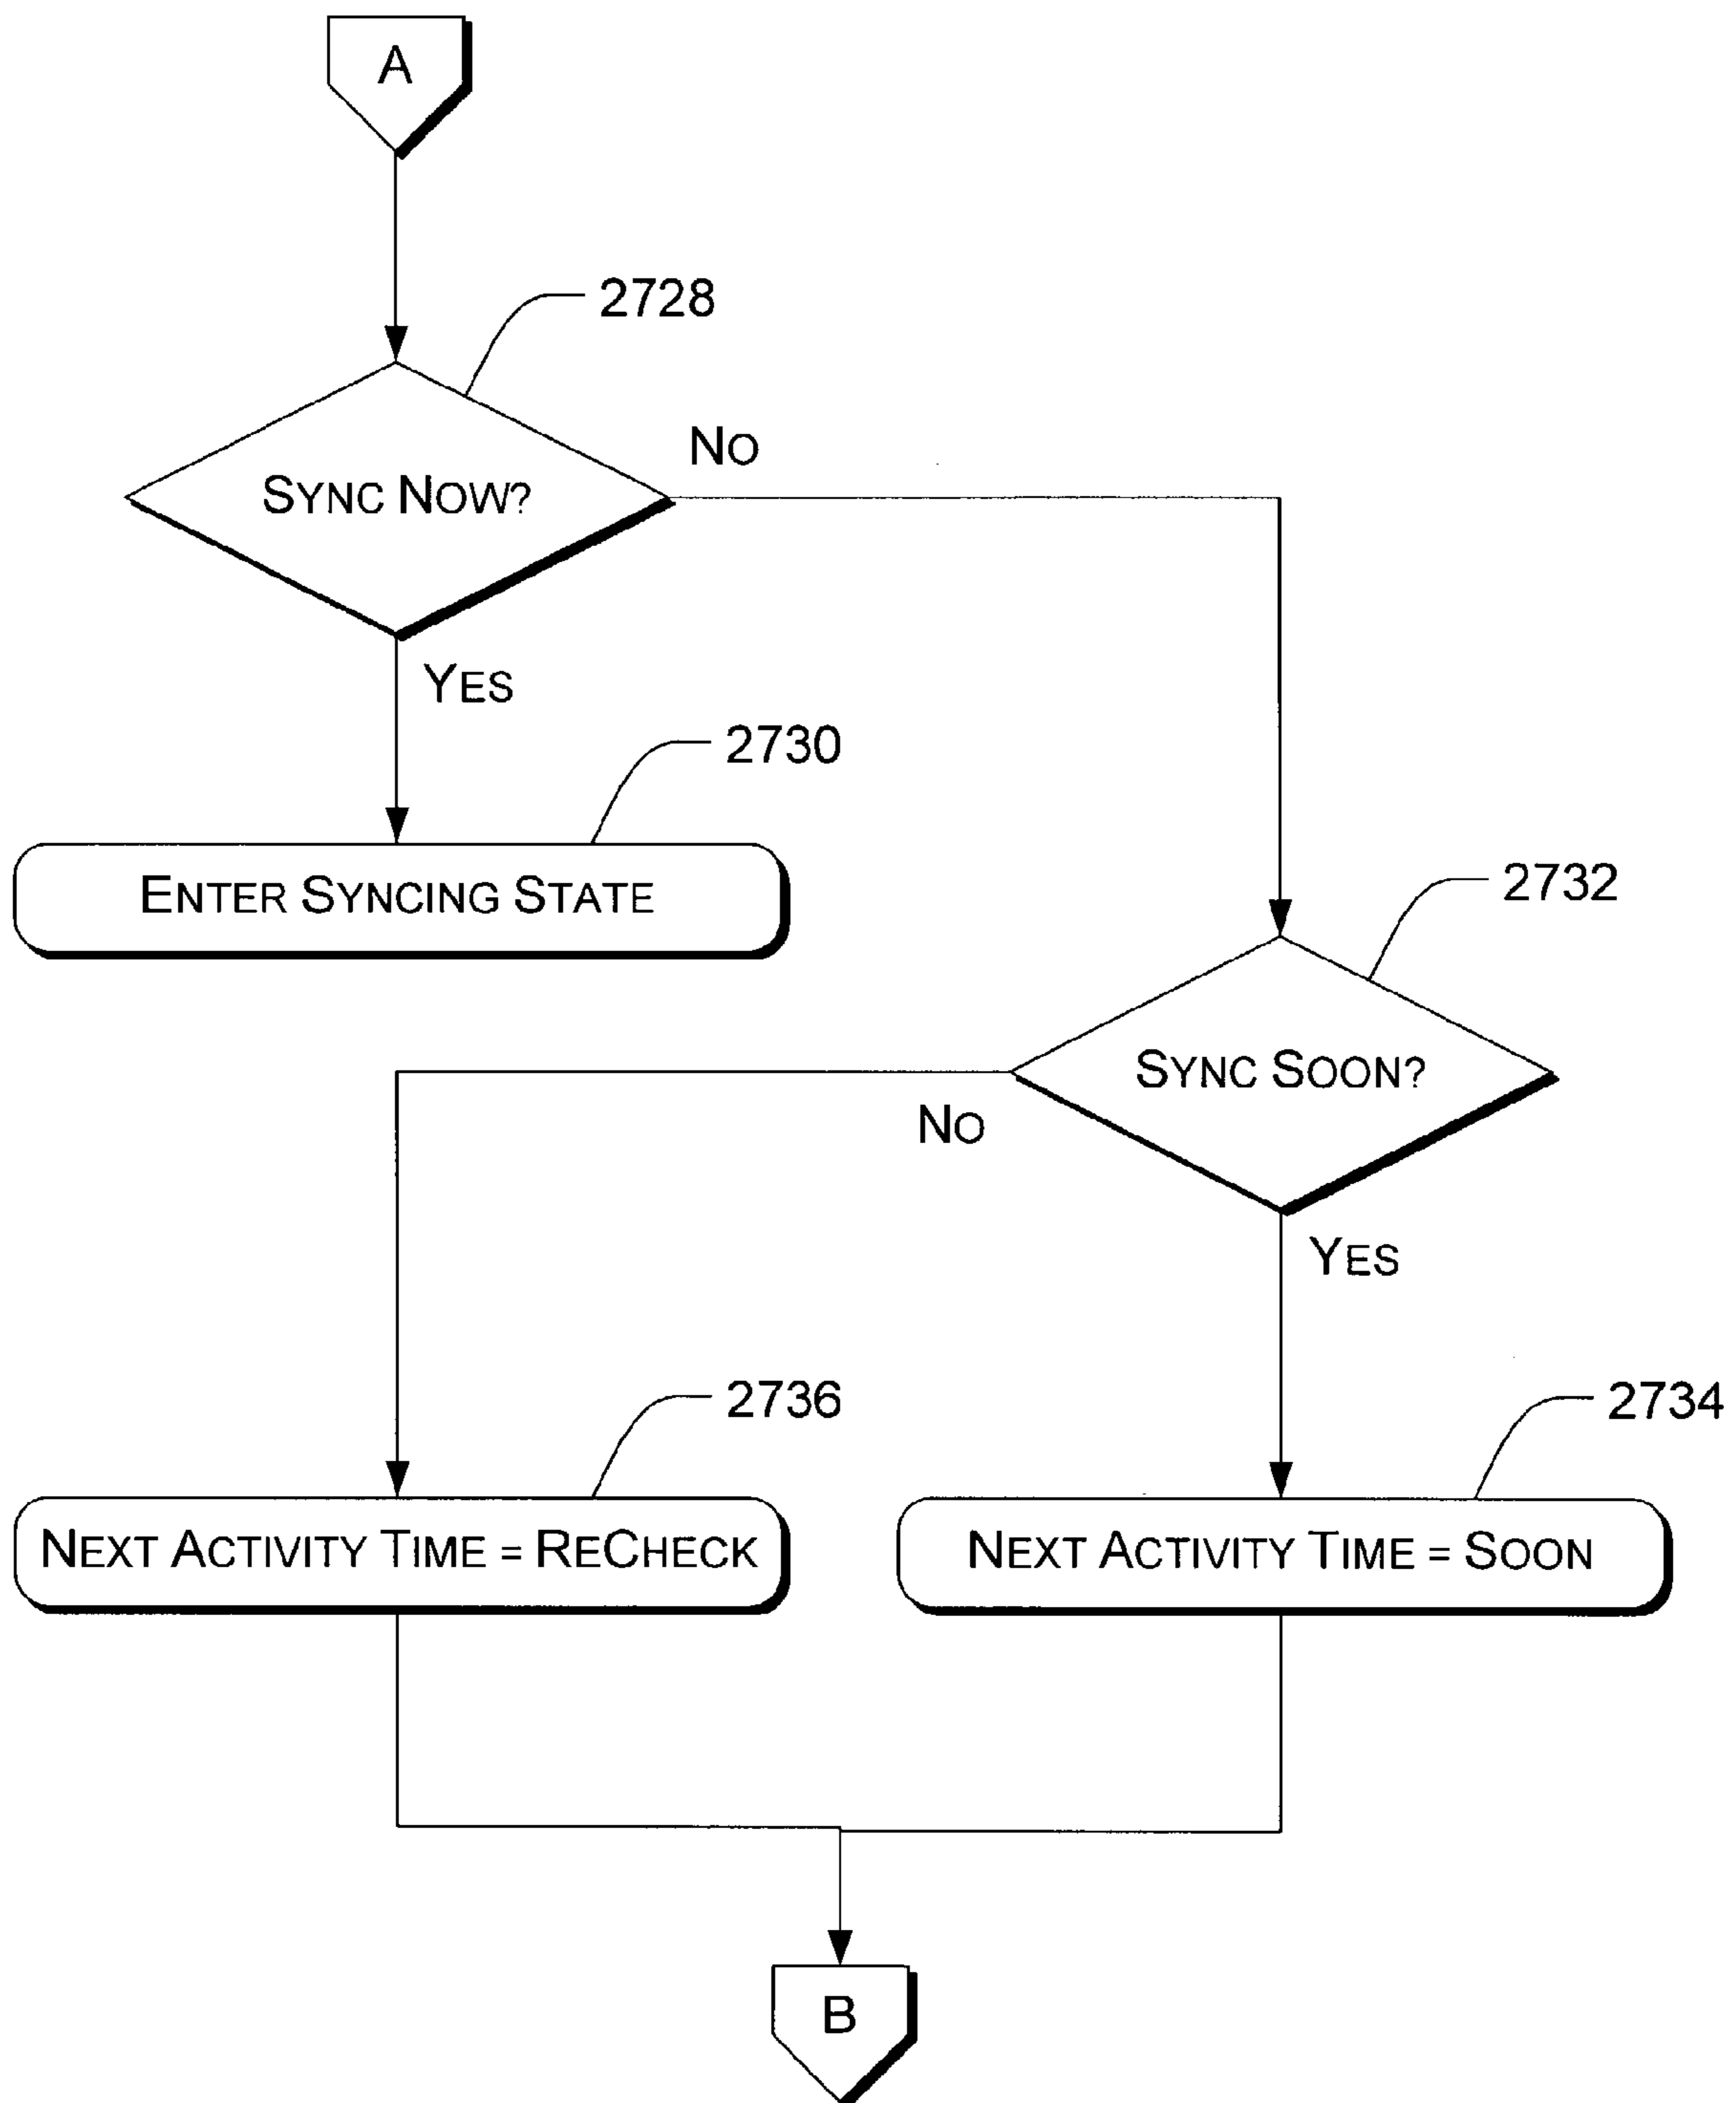 A
2728
NO
SYNC NOW?
YES
2730
ENTER SYNCING STATE
2732
SYNC SOON?
NO
YES
2736
2734
NEXT ACTIVITY TIME = RECHECK
NEXT ACTIVITY TIME = SOON
B